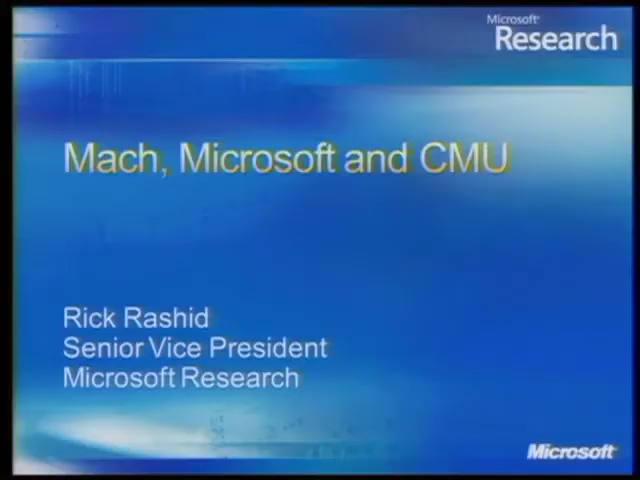 Microsoft
Research
Mach, Microsoft and CMU
Rick Rashid
Senior Vice President
Microsoft Research
Microsoft